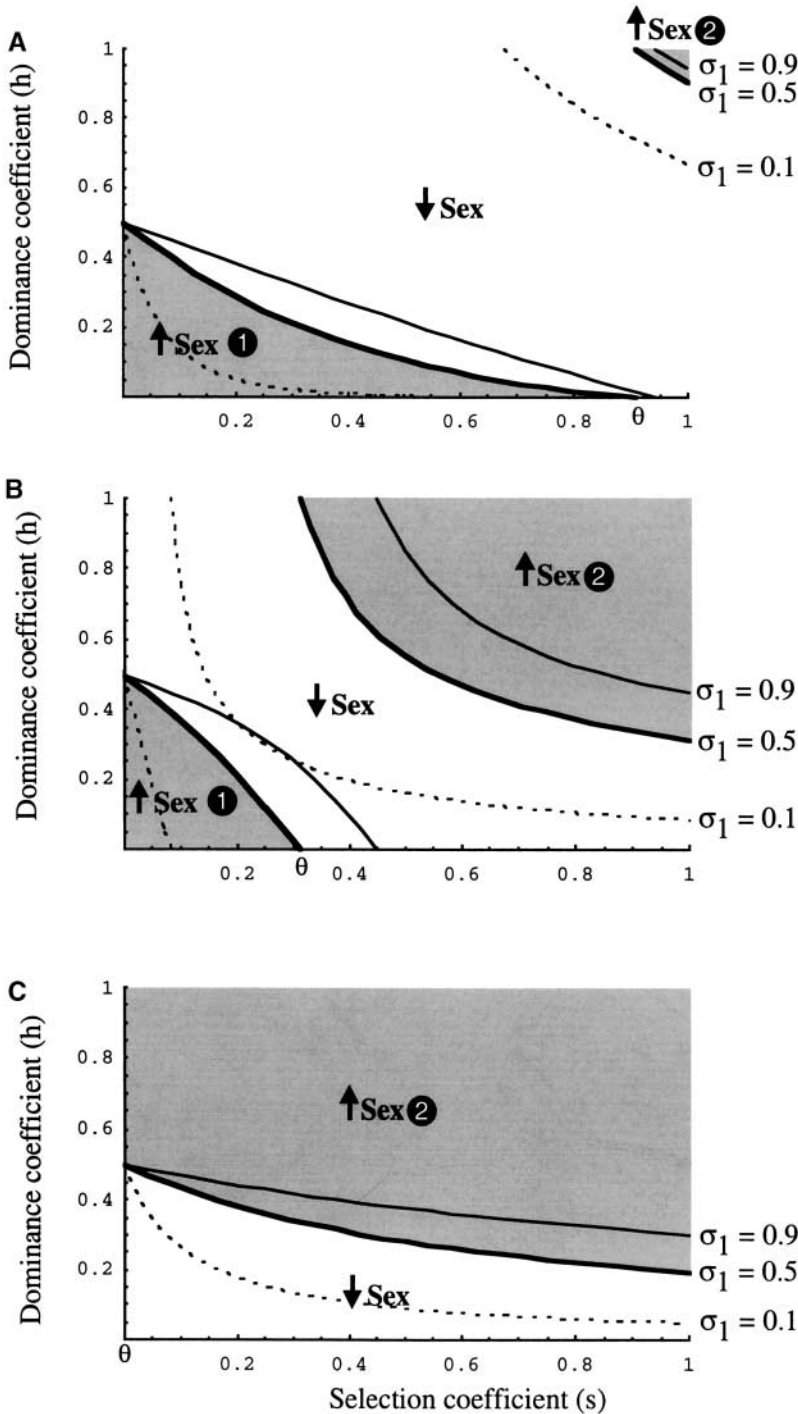 A
↑ Sex 2
Dominance coefficient (h)
1
0.8
0.6
0.4
0.2
σ1 = 0.9
σ1 = 0.5
σ1 = 0.1
↓ Sex
↑ Sex 1
0.2
0.4
0.6
0.8
θ
1
B
Dominance coefficient (h)
1
0.8
0.6
0.4
0.2
↑ Sex 2
σ1 = 0.9
σ1 = 0.5
σ1 = 0.1
↓ Sex
↑ Sex 1
0.2
θ
0.4
0.6
0.8
1
C
Dominance coefficient (h)
1
0.8
0.6
0.4
0.2
↑ Sex 2
σ1 = 0.9
σ1 = 0.5
σ1 = 0.1
↓ Sex
θ
0.2
0.4
0.6
0.8
1
Selection coefficient (s)